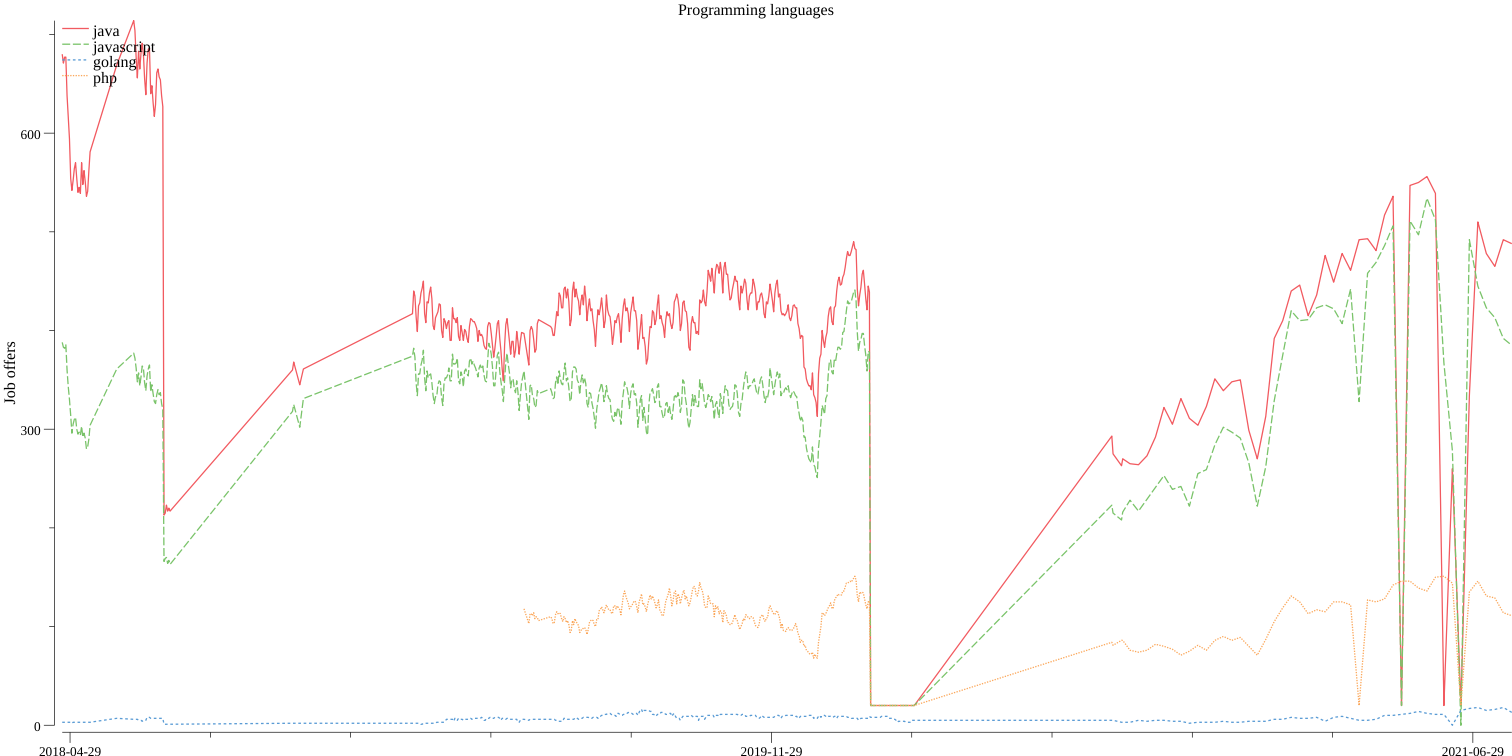 Programming languages
java
javascript
golang
php
600
300
0
Job offers
2018-04-29
2019-11-29
2021-06-29